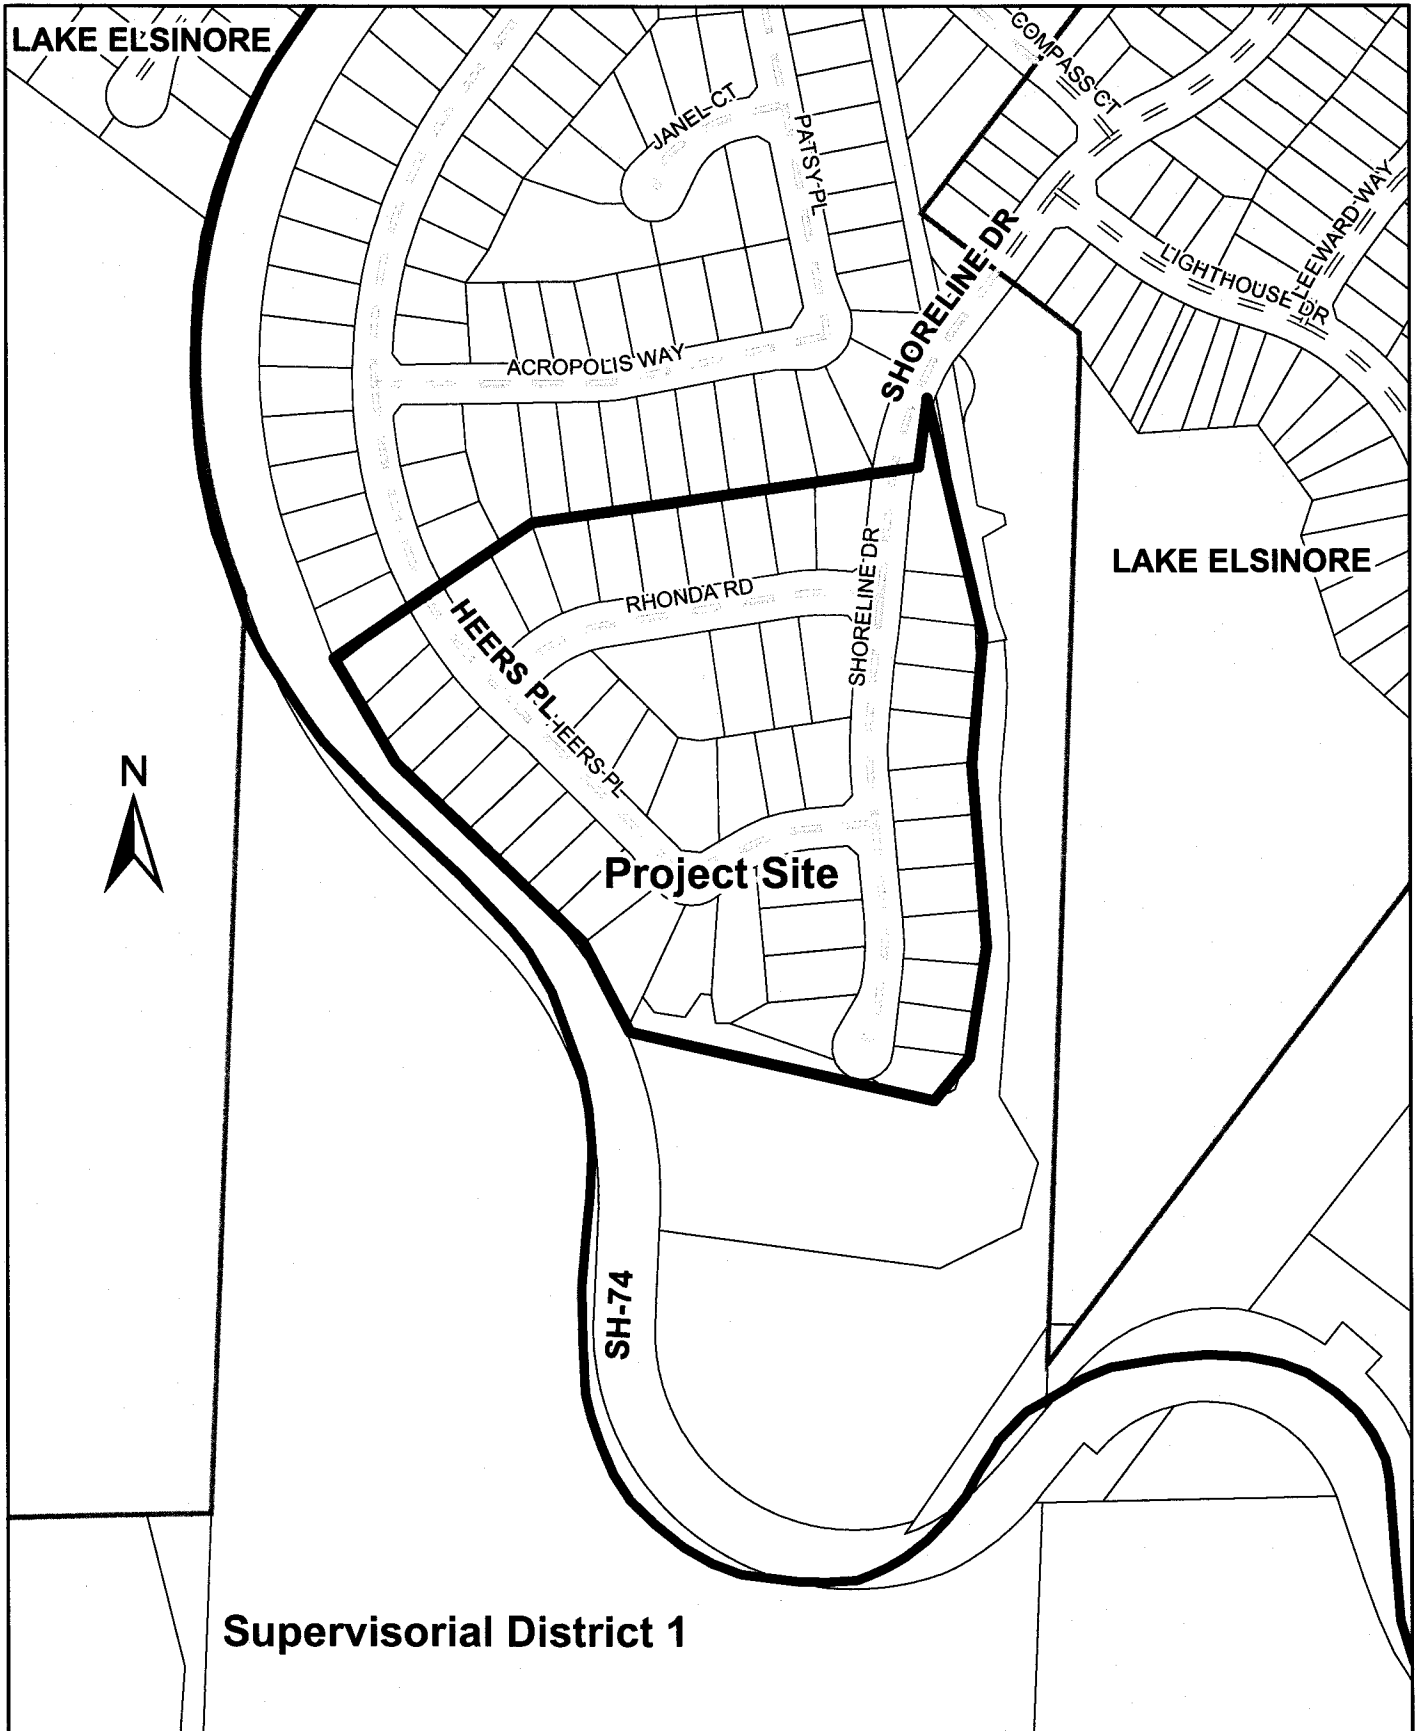 LAKE ELSINORE
COMPASS CT
JANEL CT
PATSY PL
LEEWARD WAY
SHORELINE DR
LIGHTHOUSE DR
ACROPOLIS WAY
SHORELINE DR
LAKE ELSINORE
RHONDA RD
HEERS PL
HEERS PL
N
Project Site
SH-74
Supervisorial District 1